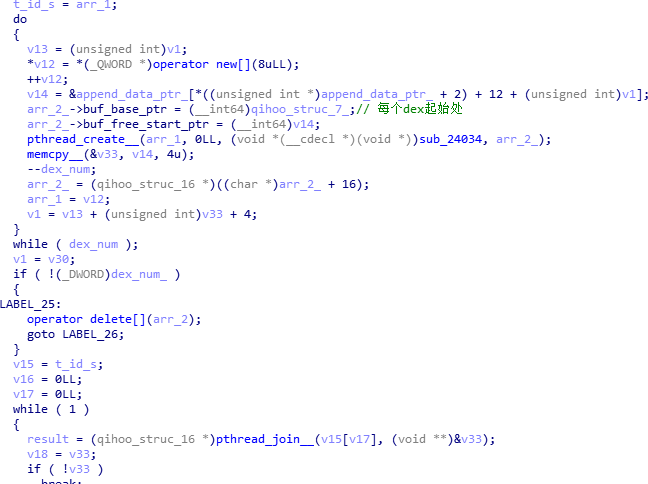 t_id_s = arr_1;
do
{
v13 = (unsigned int)v1;
*v12 = *(_QWORD *)operator new[](8uLL);
++v12;
v14 = &append_data_ptr_[*((unsigned int *)append_data_ptr_ + 2) + 12 + (unsigned int)v1];
arr_2_->buf_base_ptr = (__int64)qihoo_struc_7_;// 每个dex起始处
arr_2_->buf_free_start_ptr = (__int64)v14;
pthread_create__(arr_1, 0LL, (void *(__cdecl *)(void *))sub_24034, arr_2_);
memcpy__(&v33, v14, 4u);
--dex_num;
arr_2_ = (qihoo_struc_16 *)((char *)arr_2_ + 16);
arr_1 = v12;
v1 = v13 + (unsigned int)v33 + 4;
}
while ( dex_num );
v1 = v30;
if ( !(_DWORD)dex_num_ )
{
LABEL_25:
operator delete[](arr_2);
goto LABEL_26;
}
v15 = t_id_s;
v16 = 0LL;
v17 = 0LL;
while ( 1 )
{
result = (qihoo_struc_16 *)pthread_join__(v15[v17], (void **)&v33);
v18 = v33;
if ( !v33 )
break;